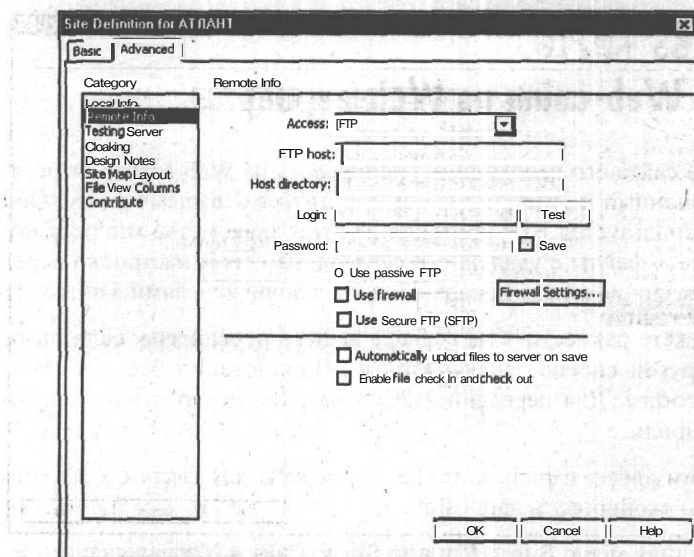 Site Definition for АТЛАНТ
Basic Advanced
Category
Local Info
Remote Info
Testing Server
Cloaking
Design Notes
Site Map Layout
File View Columns
Contribute
Remote Info
Access: FTP
FTP host:
Host directory:
Login: Test
Password: Save
Use passive FTP
Use firewall Firewall Settings...
Use Secure FTP (SFTP)
Automatically upload files to server on save
Enable file check in and check out
OK Cancel Help